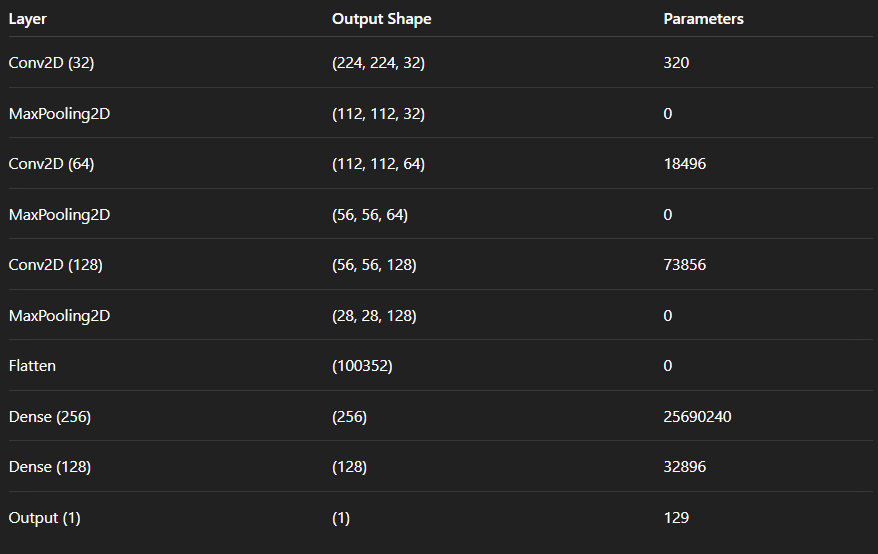 Layer Output Shape Parameters
Conv2D (32) (224, 224, 32) 320
MaxPooling2D (112, 112, 32) 0
Conv2D (64) (112, 112, 64) 18496
MaxPooling2D (56, 56, 64) 0
Conv2D (128) (56, 56, 128) 73856
MaxPooling2D (28, 28, 128) 0
Flatten (100352) 0
Dense (256) (256) 25690240
Dense (128) (128) 32896
Output (1) (1) 129